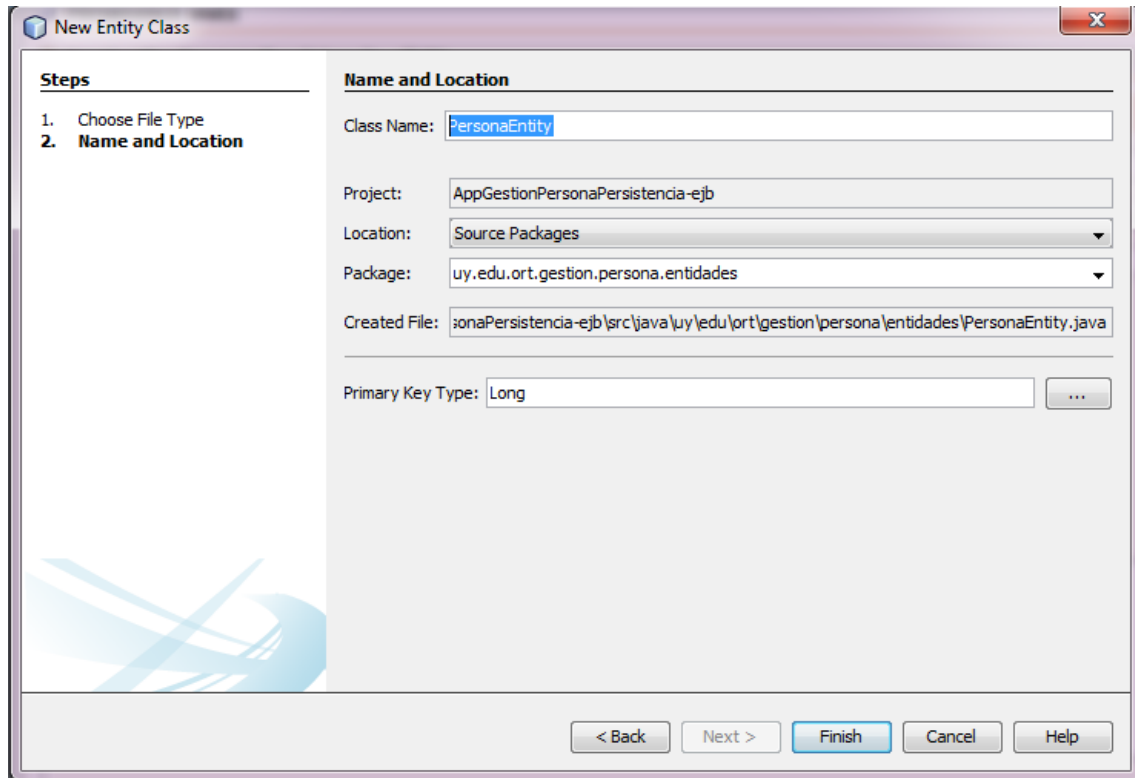 New Entity Class
Steps
1. Choose File Type
2. Name and Location
Name and Location
Class Name: PersonaEntity
Project: AppGestionPersonaPersistencia-ejb
Location: Source Packages
Package: uy.edu.ort.gestion.persona.entidades
Created File: sonaPersistencia-ejb\src\java\uy\edu\ort\gestion\persona\entidades\PersonaEntity.java
Primary Key Type: Long ...
< Back Next > Finish Cancel Help